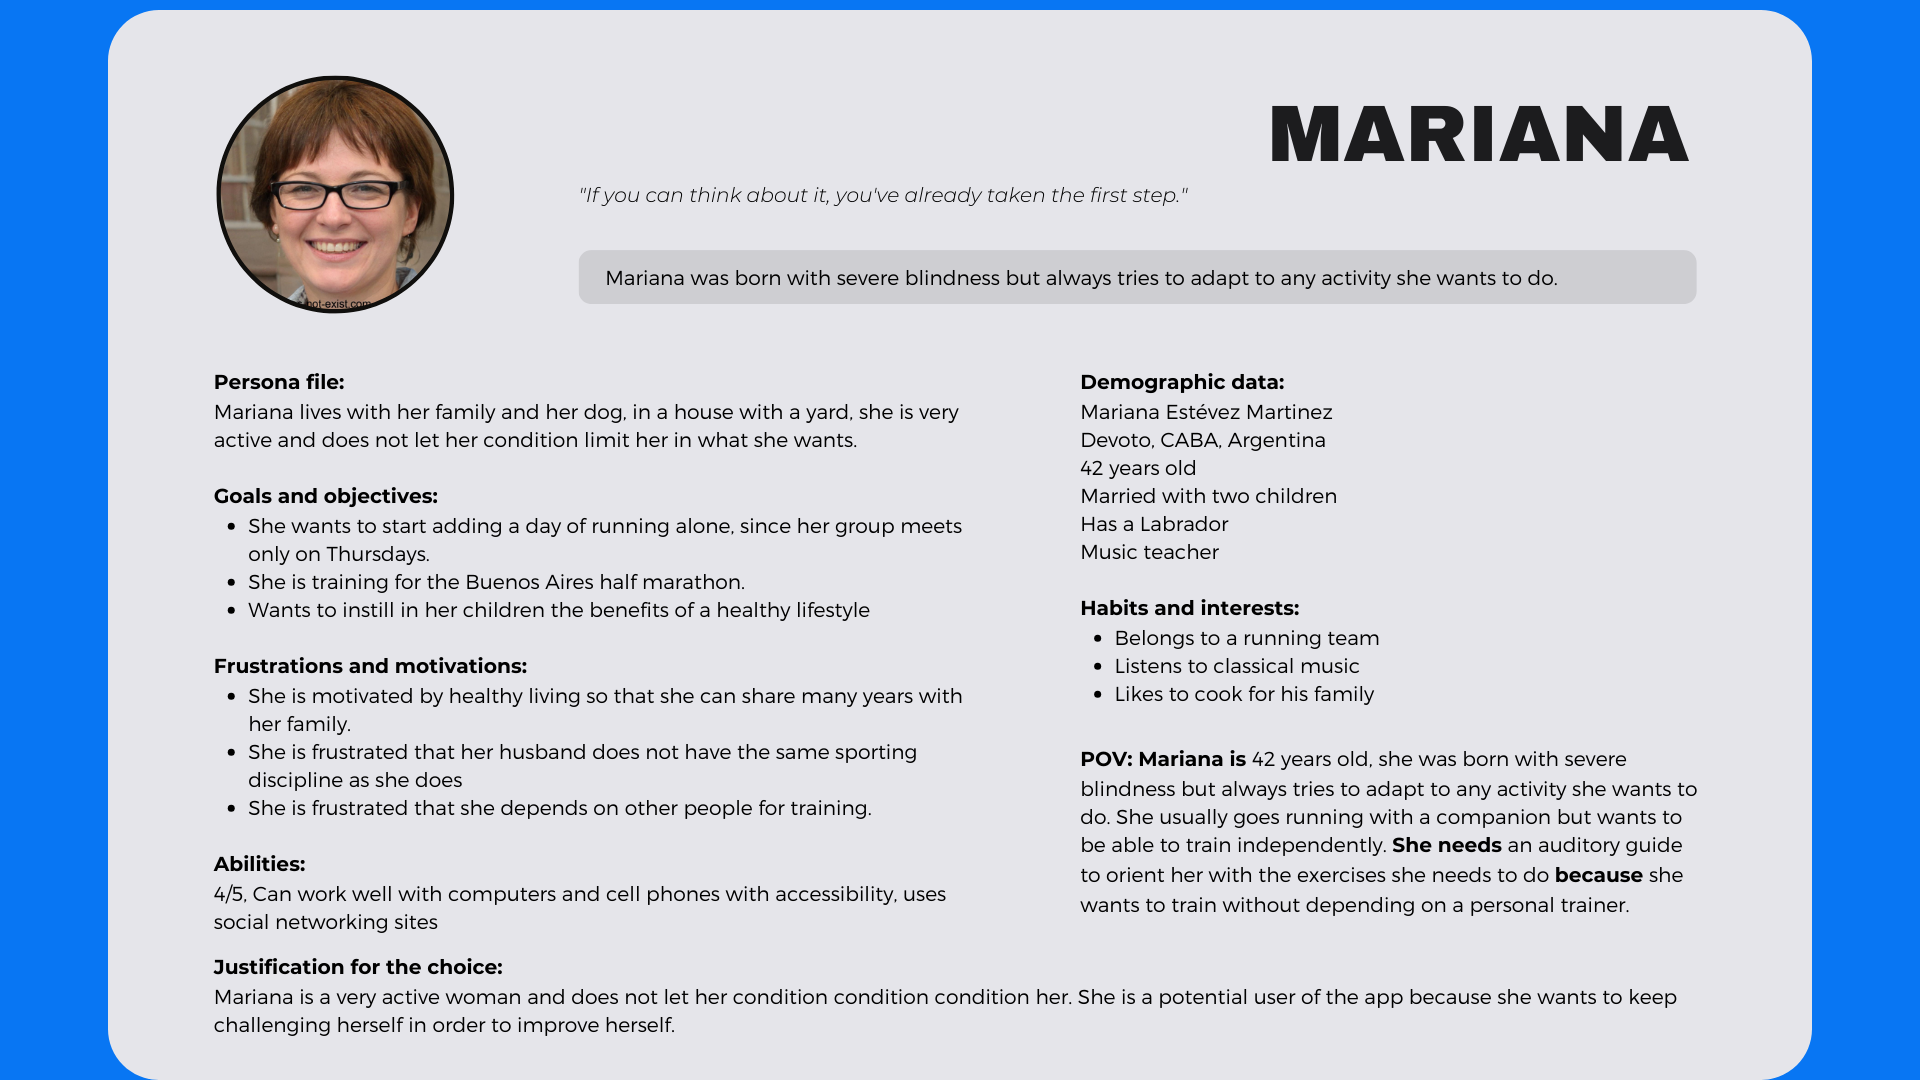 MARIANA
"If you can think about it, you've already taken the first step."
Mariana was born with severe blindness but always tries to adapt to any activity she wants to do.
not-exist.com
Persona file:
Mariana lives with her family and her dog, in a house with a yard, she is very
active and does not let her condition limit her in what she wants.
Goals and objectives:
• She wants to start adding a day of running alone, since her group meets
only on Thursdays.
• She is training for the Buenos Aires half marathon.
• Wants to instill in her children the benefits of a healthy lifestyle
Frustrations and motivations:
• She is motivated by healthy living so that she can share many years with
her family.
• She is frustrated that her husband does not have the same sporting
discipline as she does
• She is frustrated that she depends on other people for training.
Abilities:
4/5, Can work well with computers and cell phones with accessibility, uses
social networking sites
Demographic data:
Mariana Estévez Martinez
Devoto, CABA, Argentina
42 years old
Married with two children
Has a Labrador
Music teacher
Habits and interests:
• Belongs to a running team
• Listens to classical music
• Likes to cook for his family
POV: Mariana is 42 years old, she was born with severe
blindness but always tries to adapt to any activity she wants to
do. She usually goes running with a companion but wants to
be able to train independently. She needs an auditory guide
to orient her with the exercises she needs to do because she
wants to train without depending on a personal trainer.
Justification for the choice:
Mariana is a very active woman and does not let her condition condition condition her. She is a potential user of the app because she wants to keep
challenging herself in order to improve herself.